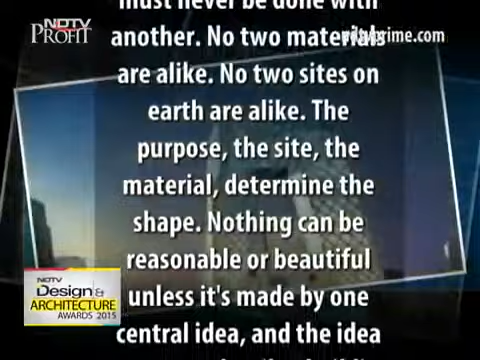 must never be done with
NDTV
PROFIT
ndtvprime.com
another. No two materials
are alike. No two sites on
earth are alike. The
purpose, the site, the
material, determine the
shape. Nothing can be
reasonable or beautiful
unless it's made by one
central idea, and the idea
NDTV
Design &
ARCHITECTURE
AWARDS 2015